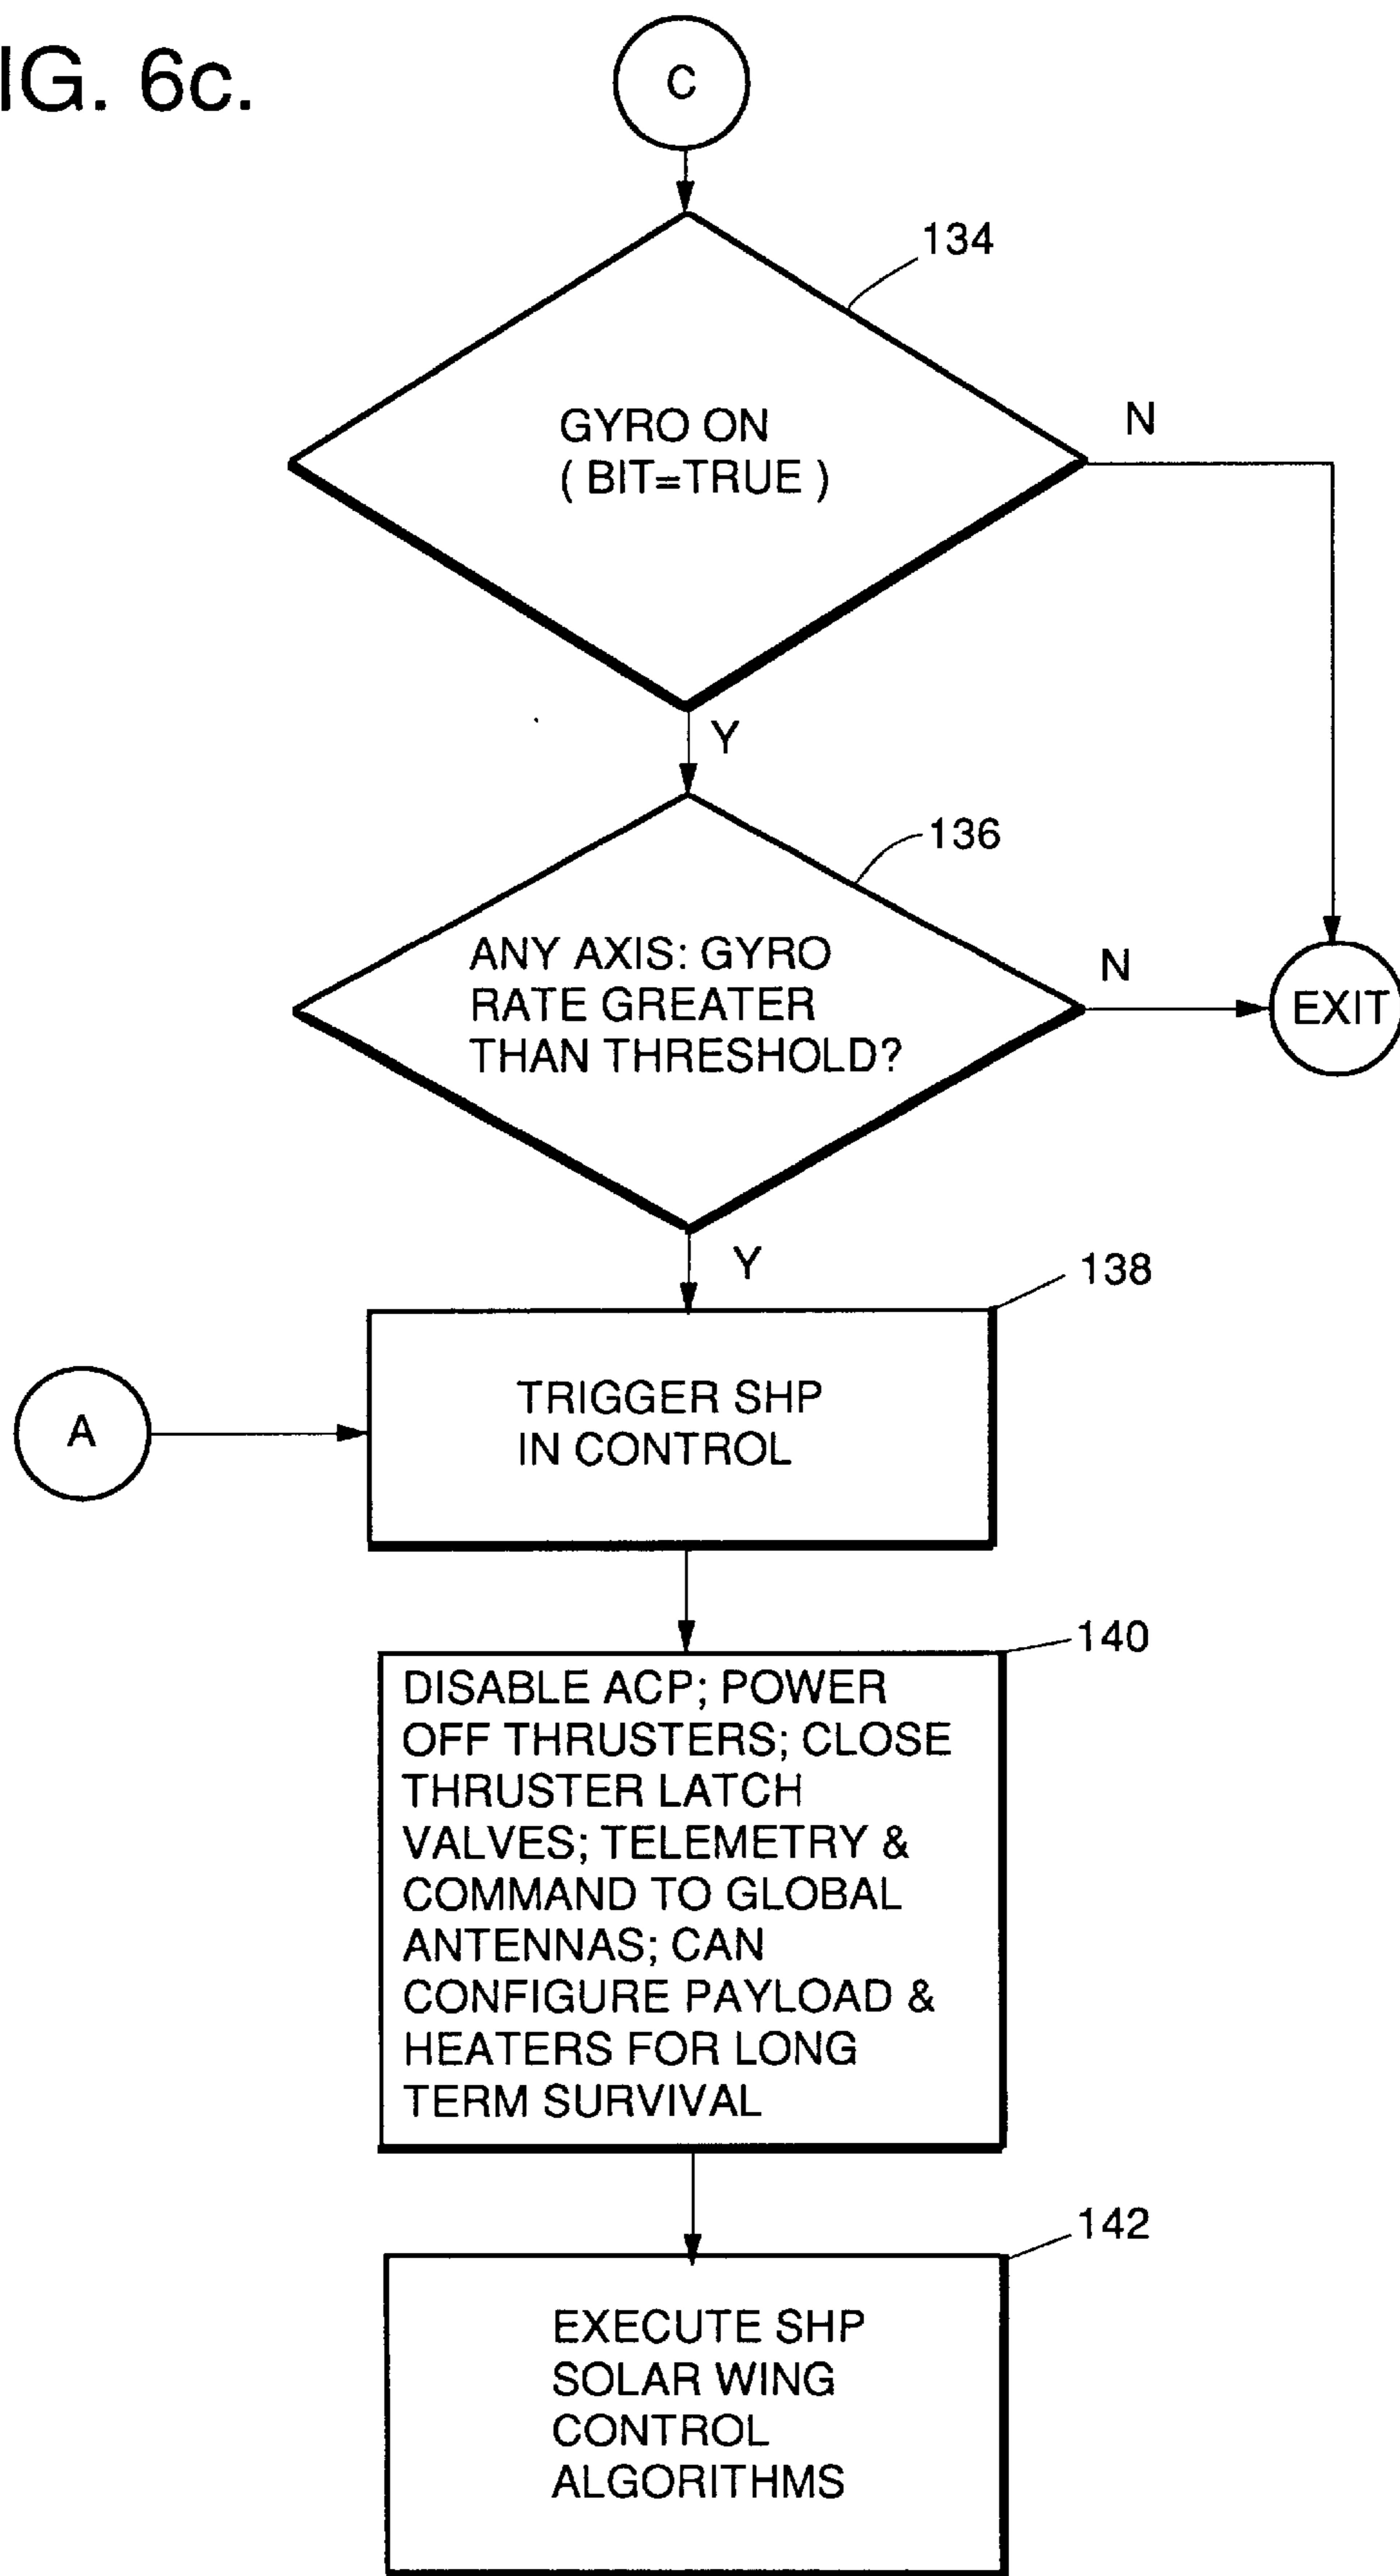 IG. 6c.
C
134
GYRO ON
( BIT=TRUE )
N
Y
136
ANY AXIS: GYRO
RATE GREATER
THAN THRESHOLD?
N
EXIT
Y
138
TRIGGER SHP
IN CONTROL
A
140
DISABLE ACP; POWER
OFF THRUSTERS; CLOSE
THRUSTER LATCH
VALVES; TELEMETRY &
COMMAND TO GLOBAL
ANTENNAS; CAN
CONFIGURE PAYLOAD &
HEATERS FOR LONG
TERM SURVIVAL
142
EXECUTE SHP
SOLAR WING
CONTROL
ALGORITHMS